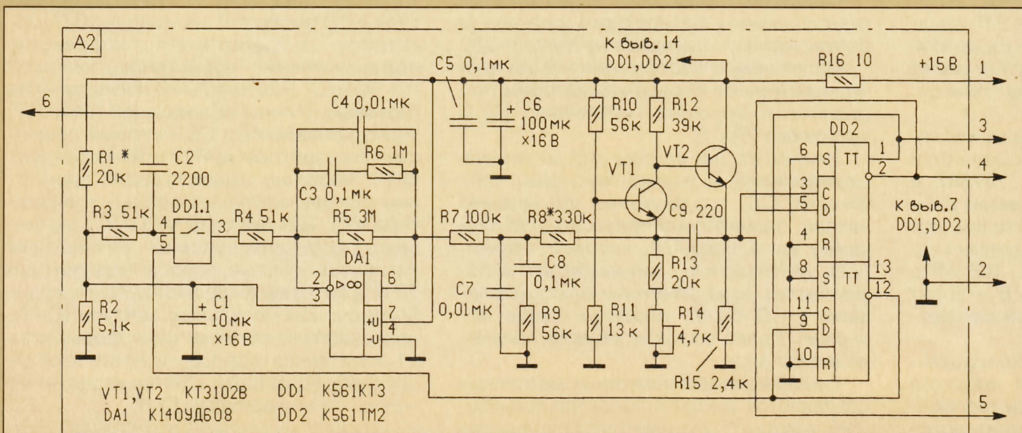 A2
К выв. 14
DD1, DD2
C5 0,1мк
R16 10
+15В
1
6
C4 0,01мк
C6
100мк
×16В
R10
56к
R12
39к
DD2
3
R1*
20к
C2
2200
R6 1М
C3 0,1мк
VT1
VT2
6 S TT 1
2
4
3 C
5 D
К выв. 7
DD1, DD2
R3 51к
DD1.1
4 3
5
R4 51к
R5 3М
R7 100к
R8* 330к
C9 220
4 R
DA1
2 ▷∞ 6
3
7
+U
4
-U
C8
0,1мк
R13
20к
8 S TT 13
12
2
C7
0,01мк
11 C
9 D
R2
5,1к
C1
10мк
×16В
R9
56к
R11
13к
R14
4,7к
10 R
R15 2,4к
VT1, VT2 КТ3102В DD1 К561КТ3
DA1 К140УД608 DD2 К561ТМ2
5